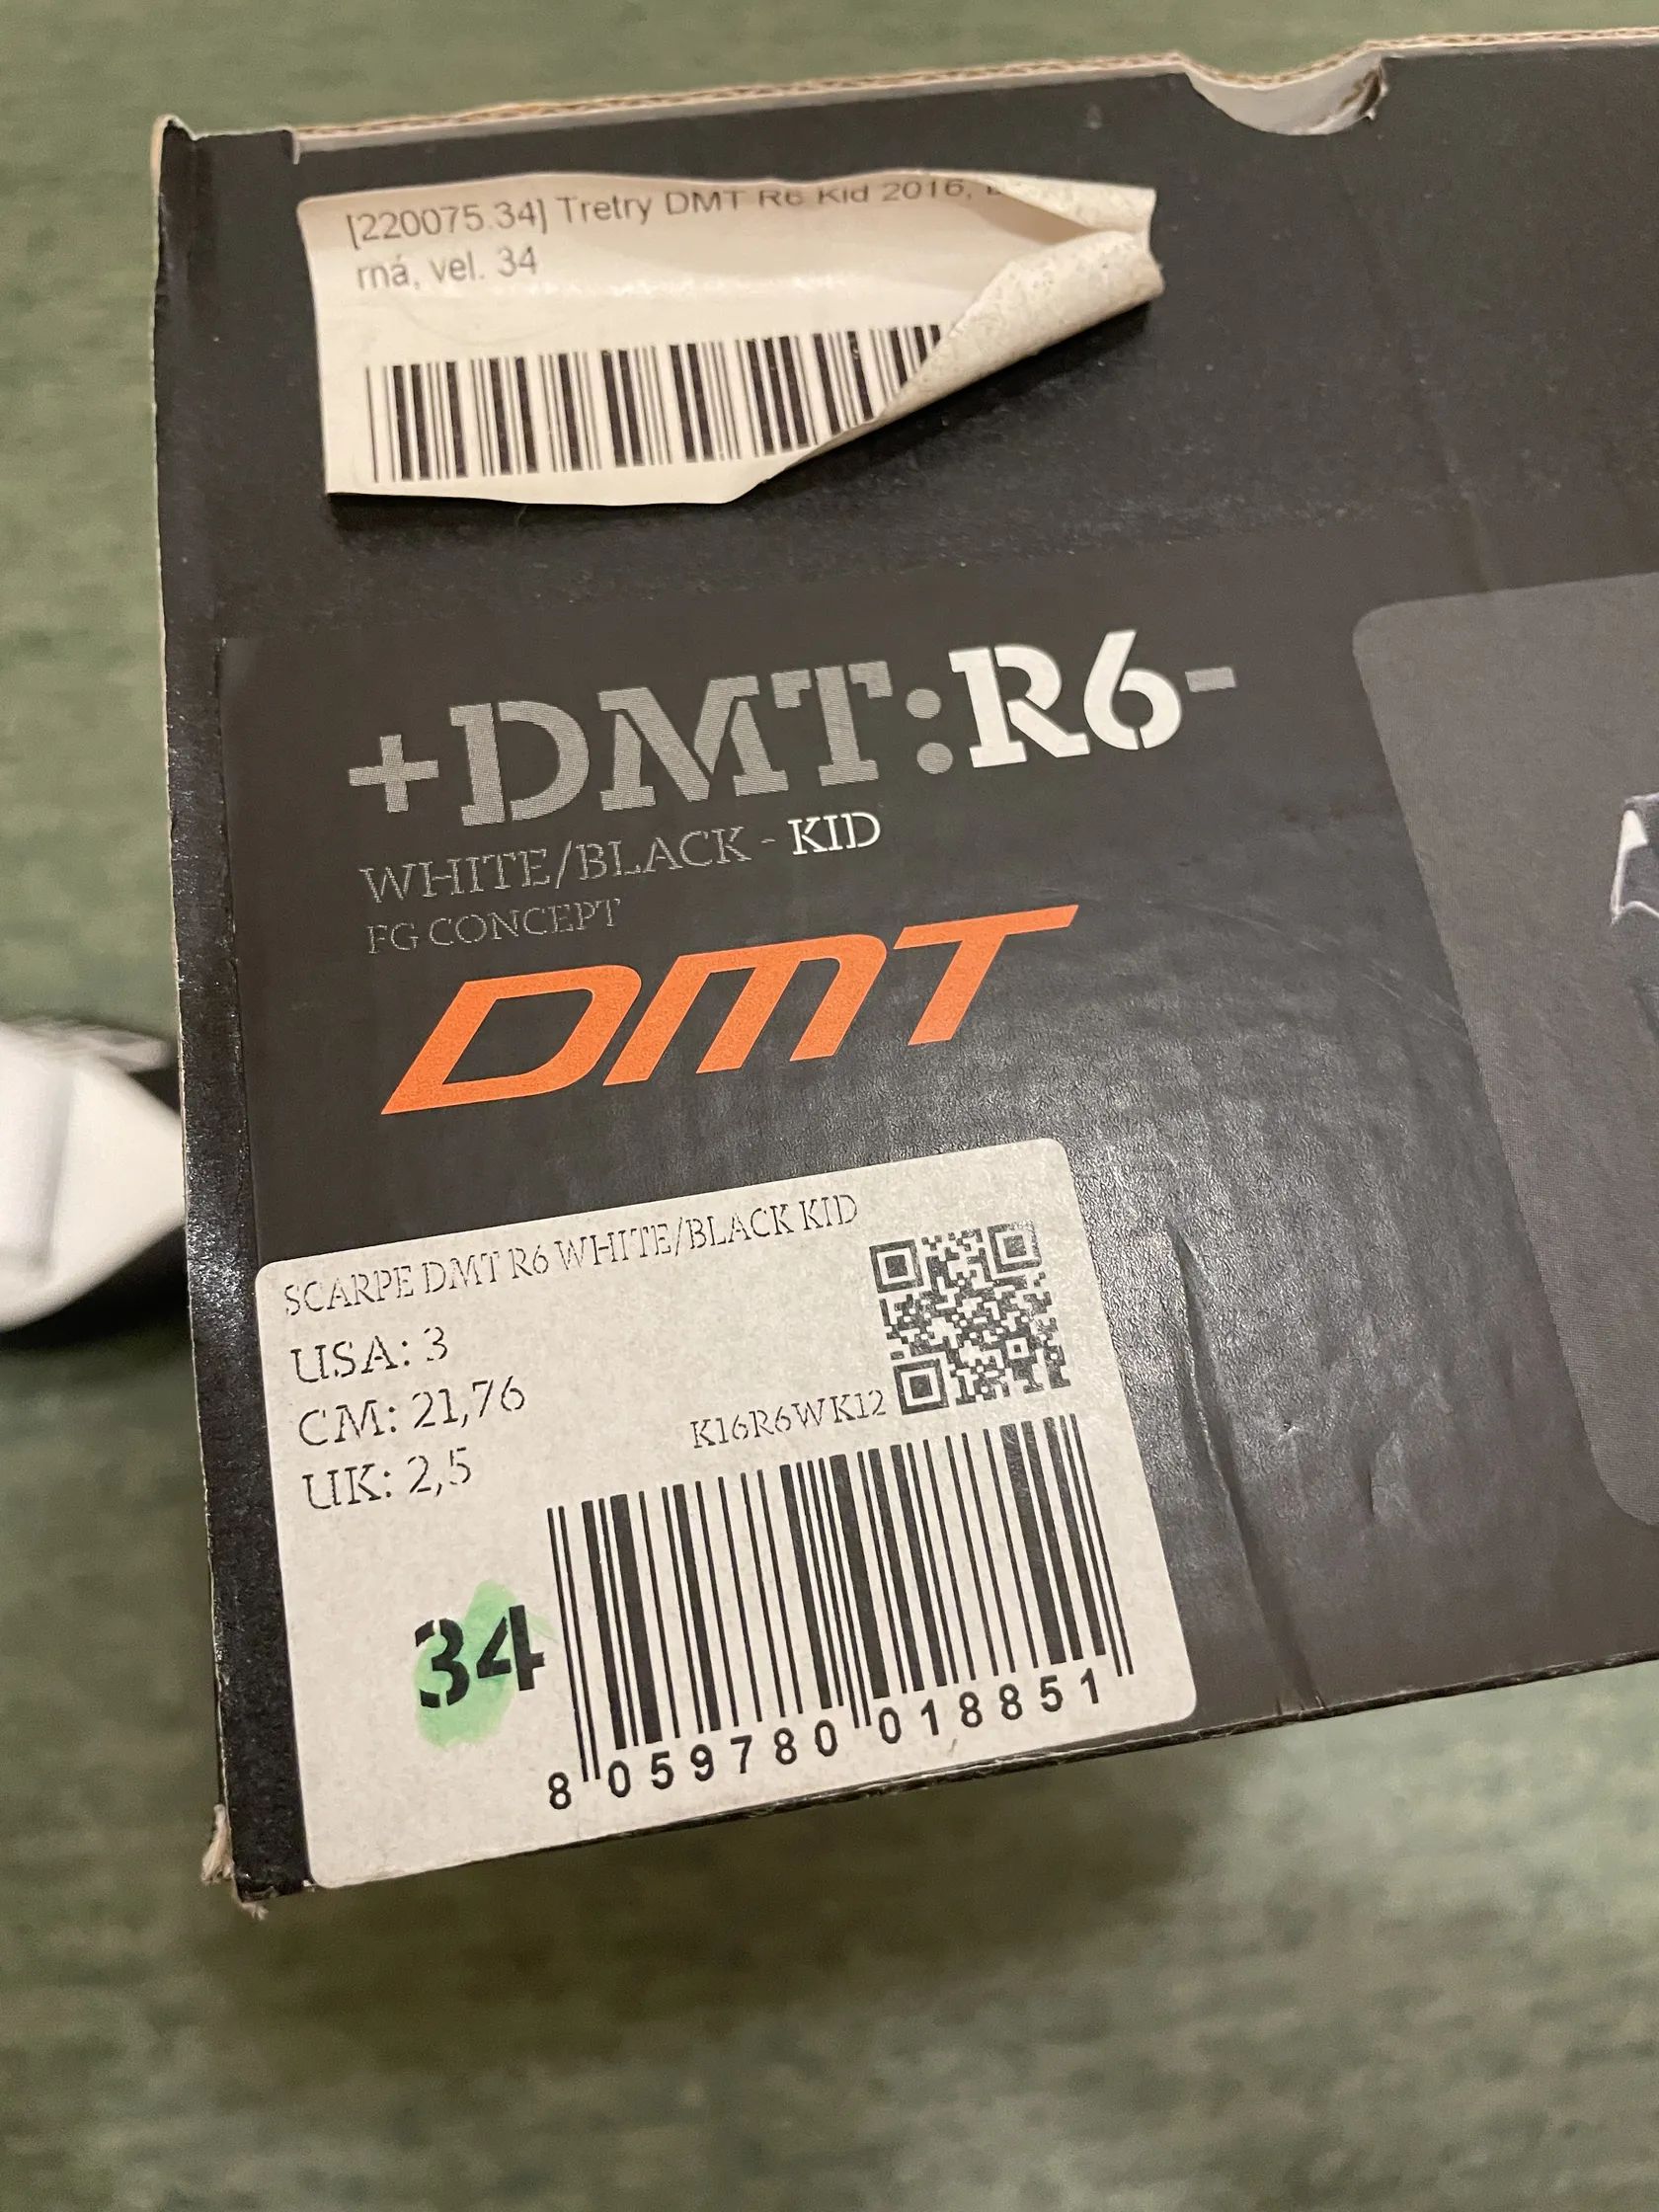 [220075.34] Tretry DMT R6 Kid 2016,
rná, vel. 34
+DMT:R6-
WHITE/BLACK - KID
FG CONCEPT
DMT
SCARPE DMT R6 WHITE/BLACK KID
USA: 3
CM: 21,76
UK: 2,5
K16R6WK12
34
8 059780 018851